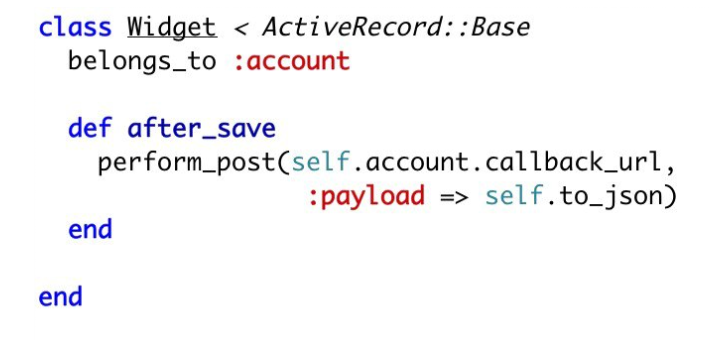 class Widget < ActiveRecord::Base
  belongs_to :account

  def after_save
    perform_post(self.account.callback_url,
                  :payload => self.to_json)
  end

end